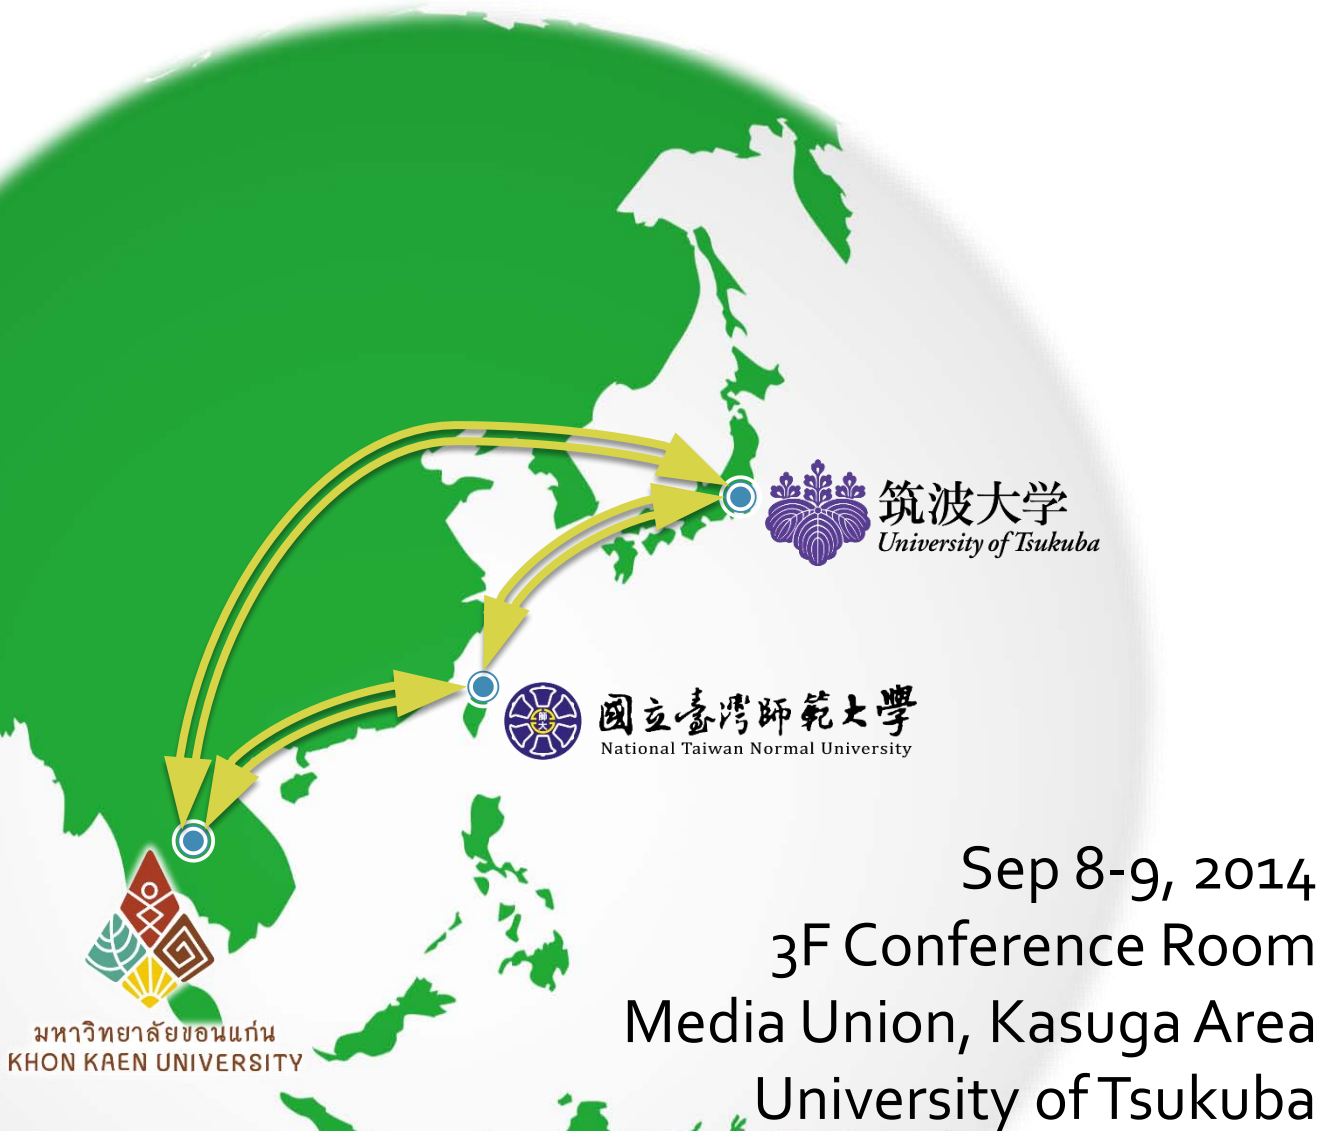 筑波大学
University of Tsukuba
師大
國立臺灣師範大學
National Taiwan Normal University
มหาวิทยาลัยขอนแก่น
KHON KAEN UNIVERSITY
Sep 8-9, 2014
3F Conference Room
Media Union, Kasuga Area
University of Tsukuba